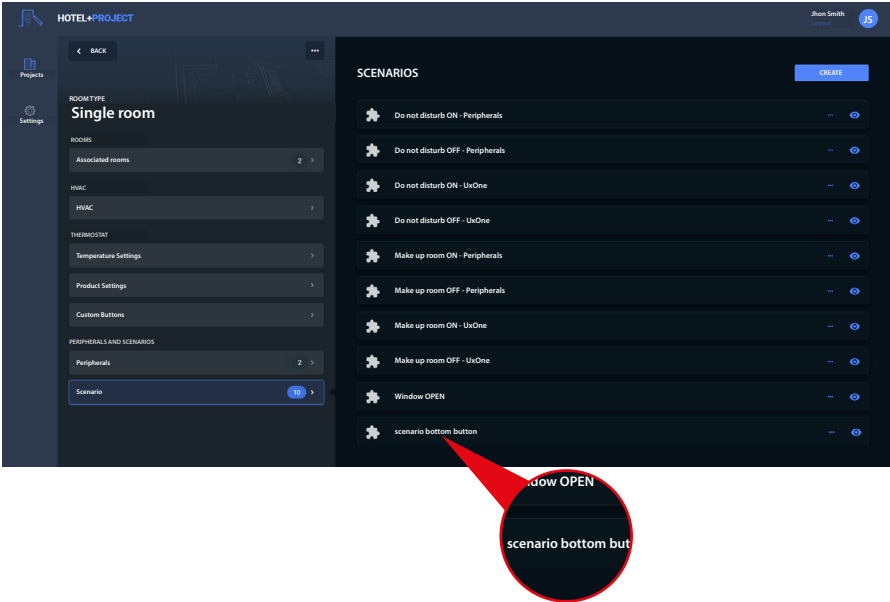 HOTEL+PROJECT
Jhon Smith
Logout
JS
Projects
Settings
BACK
ROOM TYPE
Single room
ROOMS
Associated rooms 2
HVAC
HVAC
THERMOSTAT
Temperature Settings
Product Settings
Custom Buttons
PERIPHERALS AND SCENARIOS
Peripherals 2
Scenario 10
SCENARIOS
CREATE
Do not disturb ON - Peripherals
Do not disturb OFF - Peripherals
Do not disturb ON - UxOne
Do not disturb OFF - UxOne
Make up room ON - Peripherals
Make up room OFF - Peripherals
Make up room ON - UxOne
Make up room OFF - UxOne
Window OPEN
scenario bottom button
dow OPEN
scenario bottom but